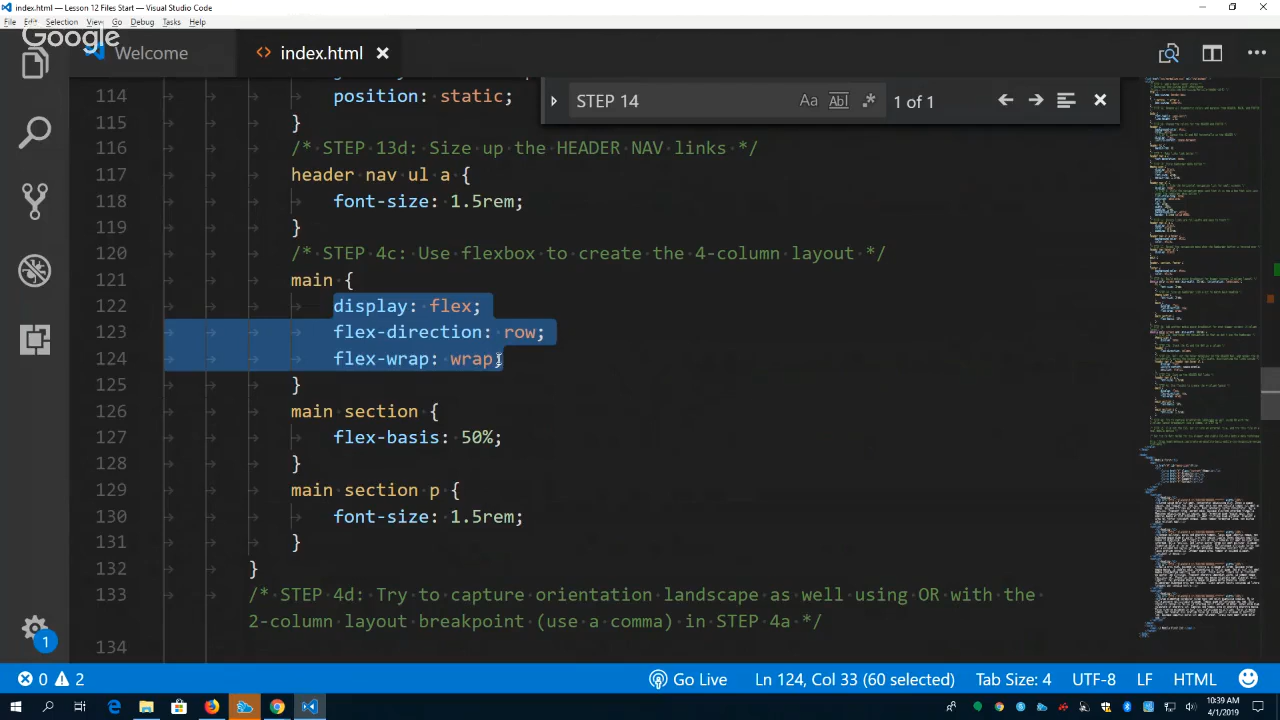 index.html — Lesson 12 Files Start — Visual Studio Code
File Edit Selection View Go Debug Tasks Help
Google
Welcome
index.html
STEP 14
Aa Abl .* of 1
114 position: static;
115 }
116 /* STEP 13d: Size up the HEADER NAV links */
117 header nav ul a {
118 font-size: 1.5rem;
119 }
120 /* STEP 4c: Use flexbox to create the 4-column layout */
121 main {
122 display: flex;
123 flex-direction: row;
124 flex-wrap: wrap;
125 }
126 main section {
127 flex-basis: 50%;
128 }
129 main section p {
130 font-size: 1.5rem;
131 }
132 }
133 /* STEP 4d: Try to capture orientation landscape as well using OR with the
2-column layout breakpoint (use a comma) in STEP 4a */
134
1
0 2 Go Live Ln 124, Col 33 (60 selected) Tab Size: 4 UTF-8 LF HTML
10:39 AM
4/1/2019